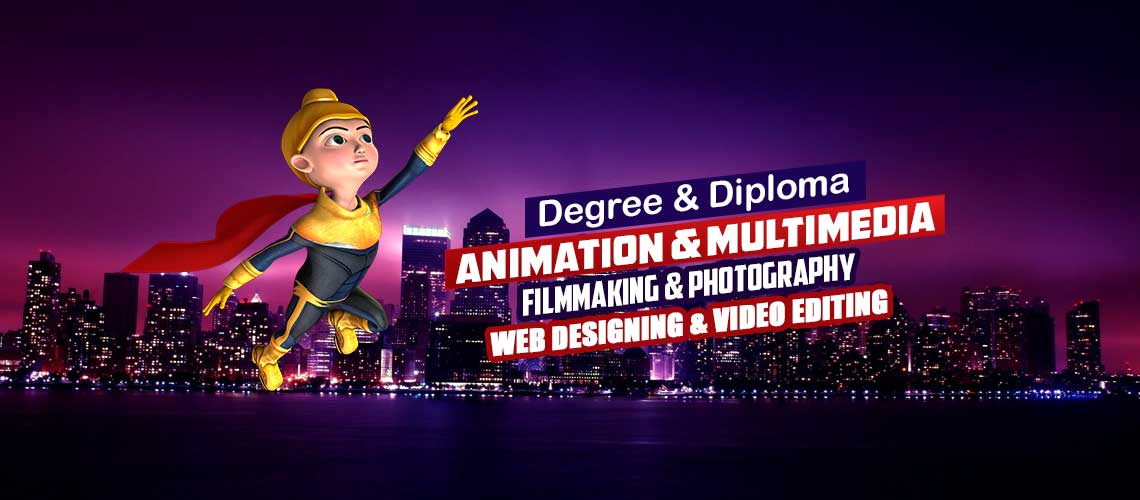 Degree & Diploma
ANIMATION & MULTIMEDIA
FILMMAKING & PHOTOGRAPHY
WEB DESIGNING & VIDEO EDITING